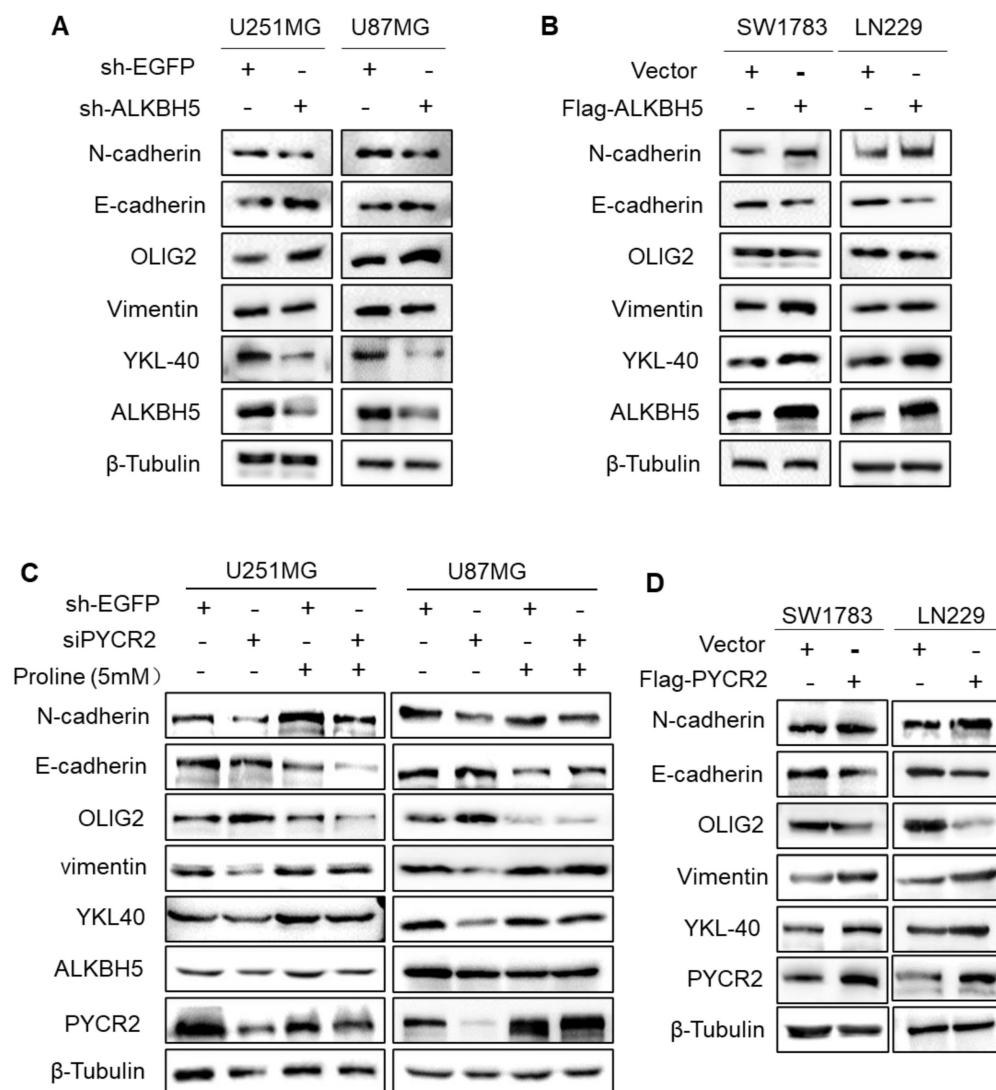 A
U251MG U87MG
sh-EGFP + - + -
sh-ALKBH5 - + - +
N-cadherin
E-cadherin
OLIG2
Vimentin
YKL-40
ALKBH5
β-Tubulin
B
SW1783 LN229
Vector + - + -
Flag-ALKBH5 - + - +
N-cadherin
E-cadherin
OLIG2
Vimentin
YKL-40
ALKBH5
β-Tubulin
C
U251MG U87MG
sh-EGFP + - + - + - + -
siPYCR2 - + - + - + - +
Proline (5mM） - - + + - - + +
N-cadherin
E-cadherin
OLIG2
vimentin
YKL40
ALKBH5
PYCR2
β-Tubulin
D
SW1783 LN229
Vector + - + -
Flag-PYCR2 - + - +
N-cadherin
E-cadherin
OLIG2
Vimentin
YKL-40
PYCR2
β-Tubulin